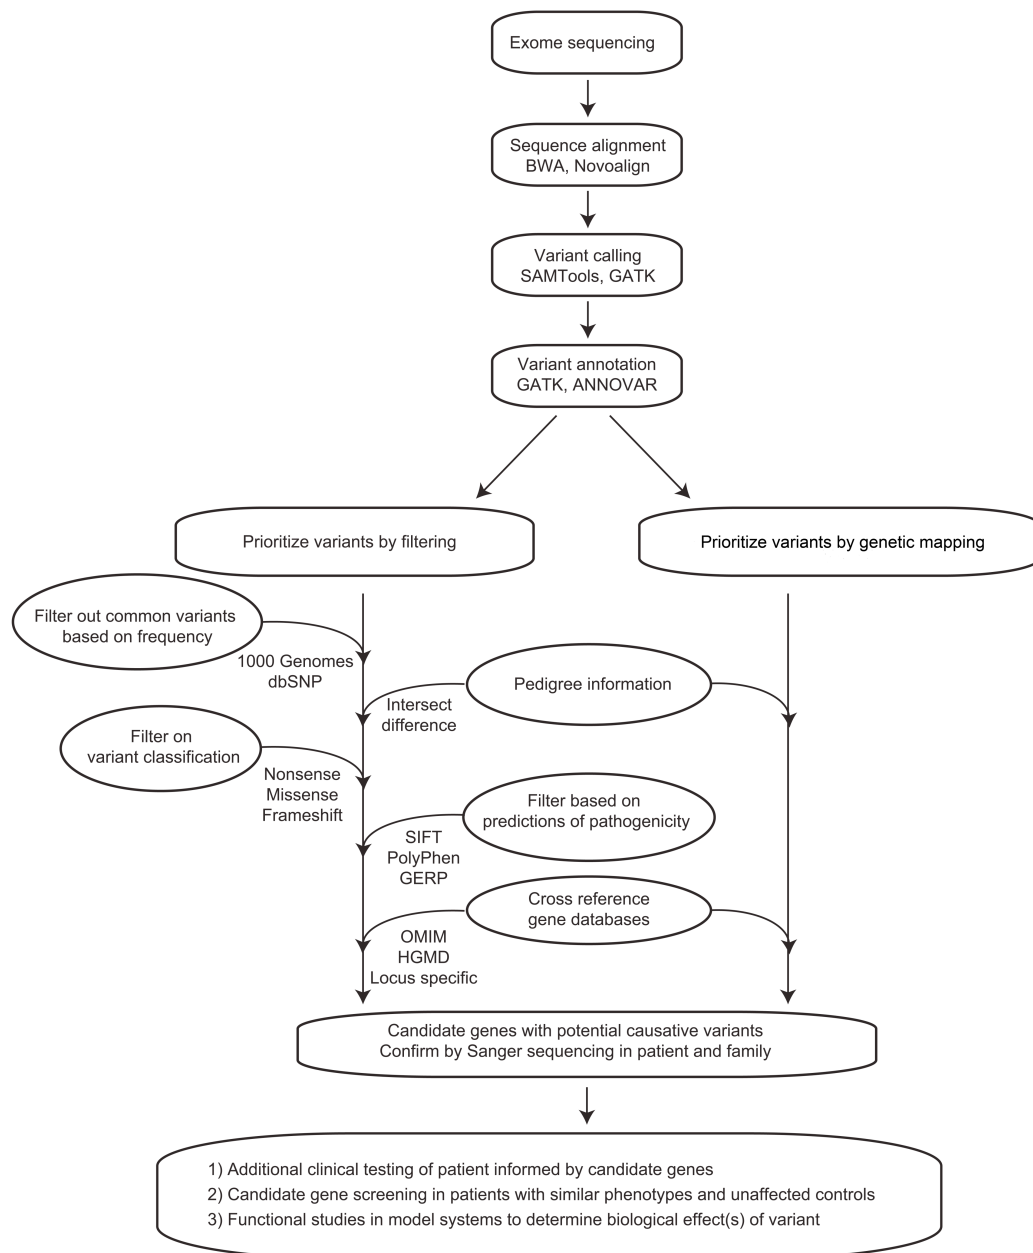 Exome sequencing
Sequence alignment
BWA, Novoalign
Variant calling
SAMTools, GATK
Variant annotation
GATK, ANNOVAR
Prioritize variants by filtering
Prioritize variants by genetic mapping
Filter out common variants
based on frequency
1000 Genomes
dbSNP
Pedigree information
Intersect
difference
Filter on
variant classification
Nonsense
Missense
Frameshift
Filter based on
predictions of pathogenicity
SIFT
PolyPhen
GERP
Cross reference
gene databases
OMIM
HGMD
Locus specific
Candidate genes with potential causative variants
Confirm by Sanger sequencing in patient and family
1) Additional clinical testing of patient informed by candidate genes
2) Candidate gene screening in patients with similar phenotypes and unaffected controls
3) Functional studies in model systems to determine biological effect(s) of variant